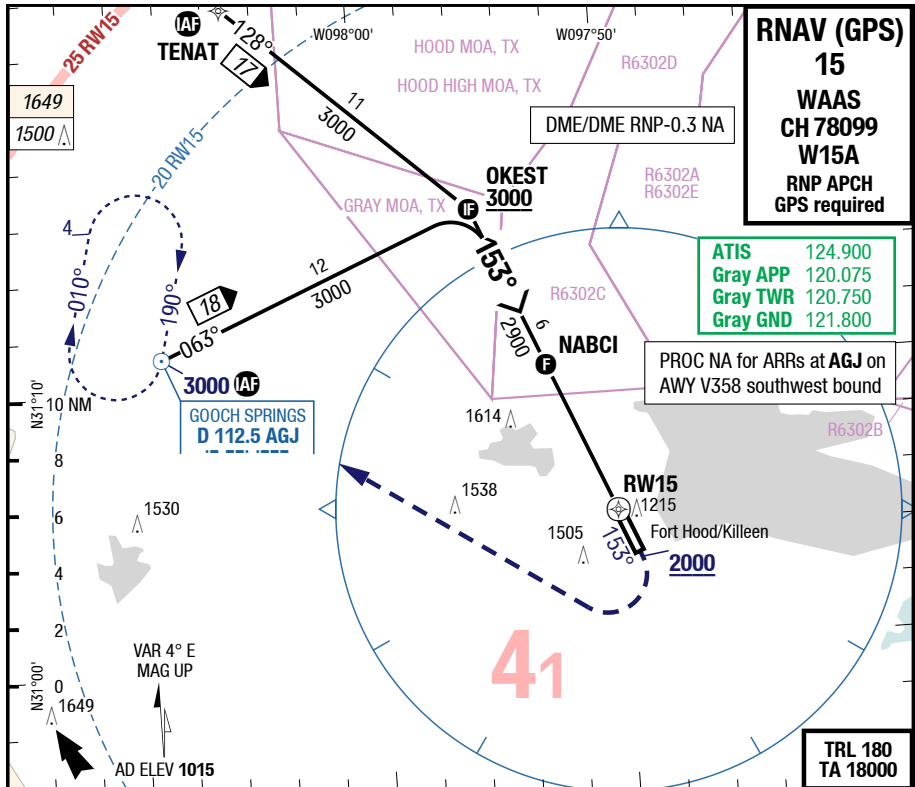 IAF
TENAT
128°
17
25 RW15
1649
1500
20 RW15
W098°00'
W097°50'
HOOD MOA, TX
HOOD HIGH MOA, TX
R6302D
11
3000
DME/DME RNP-0.3 NA
RNAV (GPS)
15
WAAS
CH 78099
W15A
RNP APCH
GPS required
OKEST
3000
IF
R6302A
R6302E
GRAY MOA, TX
4
010°
190°
12
3000
18
063°
153°
R6302C
ATIS 124.900
Gray APP 120.075
Gray TWR 120.750
Gray GND 121.800
6
2900
NABCI
F
PROC NA for ARRs at AGJ on
AWY V358 southwest bound
3000 IAF
GOOCH SPRINGS
D 112.5 AGJ
N31°10'
10 NM
8
6
4
2
0
1614
R6302B
1538
RW15
1215
1530
1505
Fort Hood/Killeen
153°
2000
41
VAR 4° E
MAG UP
N31°00'
1649
AD ELEV 1015
TRL 180
TA 18000